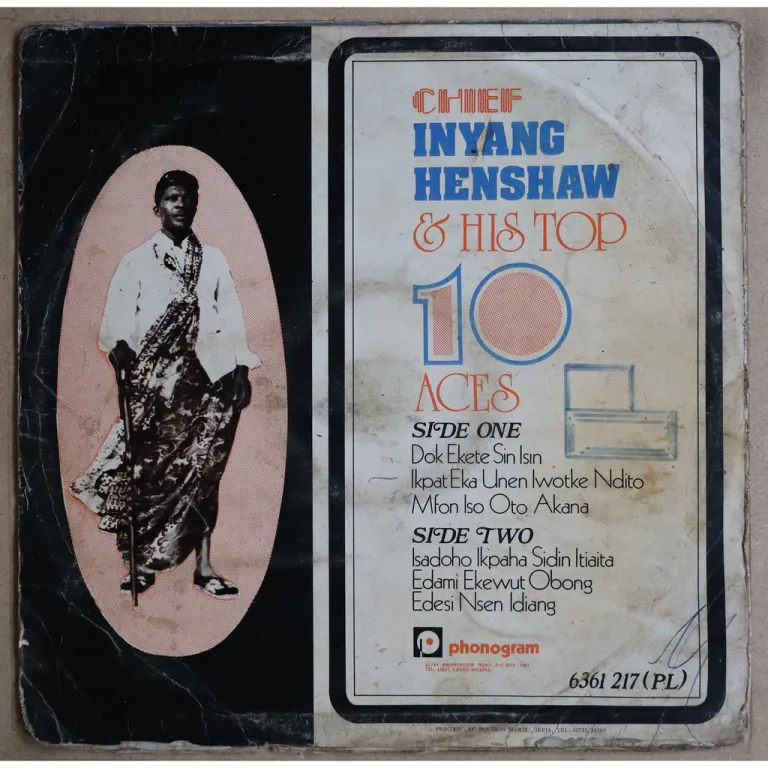 CHIEF
INYANG
HENSHAW
& HIS TOP
10
ACES
SIDE ONE
Dok Ekete Sin Isin
Ikpat Eka Unen Iwotke Ndito
Mfon Iso Oto Akana
SIDE TWO
Isadoho Ikpaha Sidin Itiaita
Edami Ekewut Obong
Edesi Nsen Idiang
phonogram
6361 217 (PL)
PRINTED